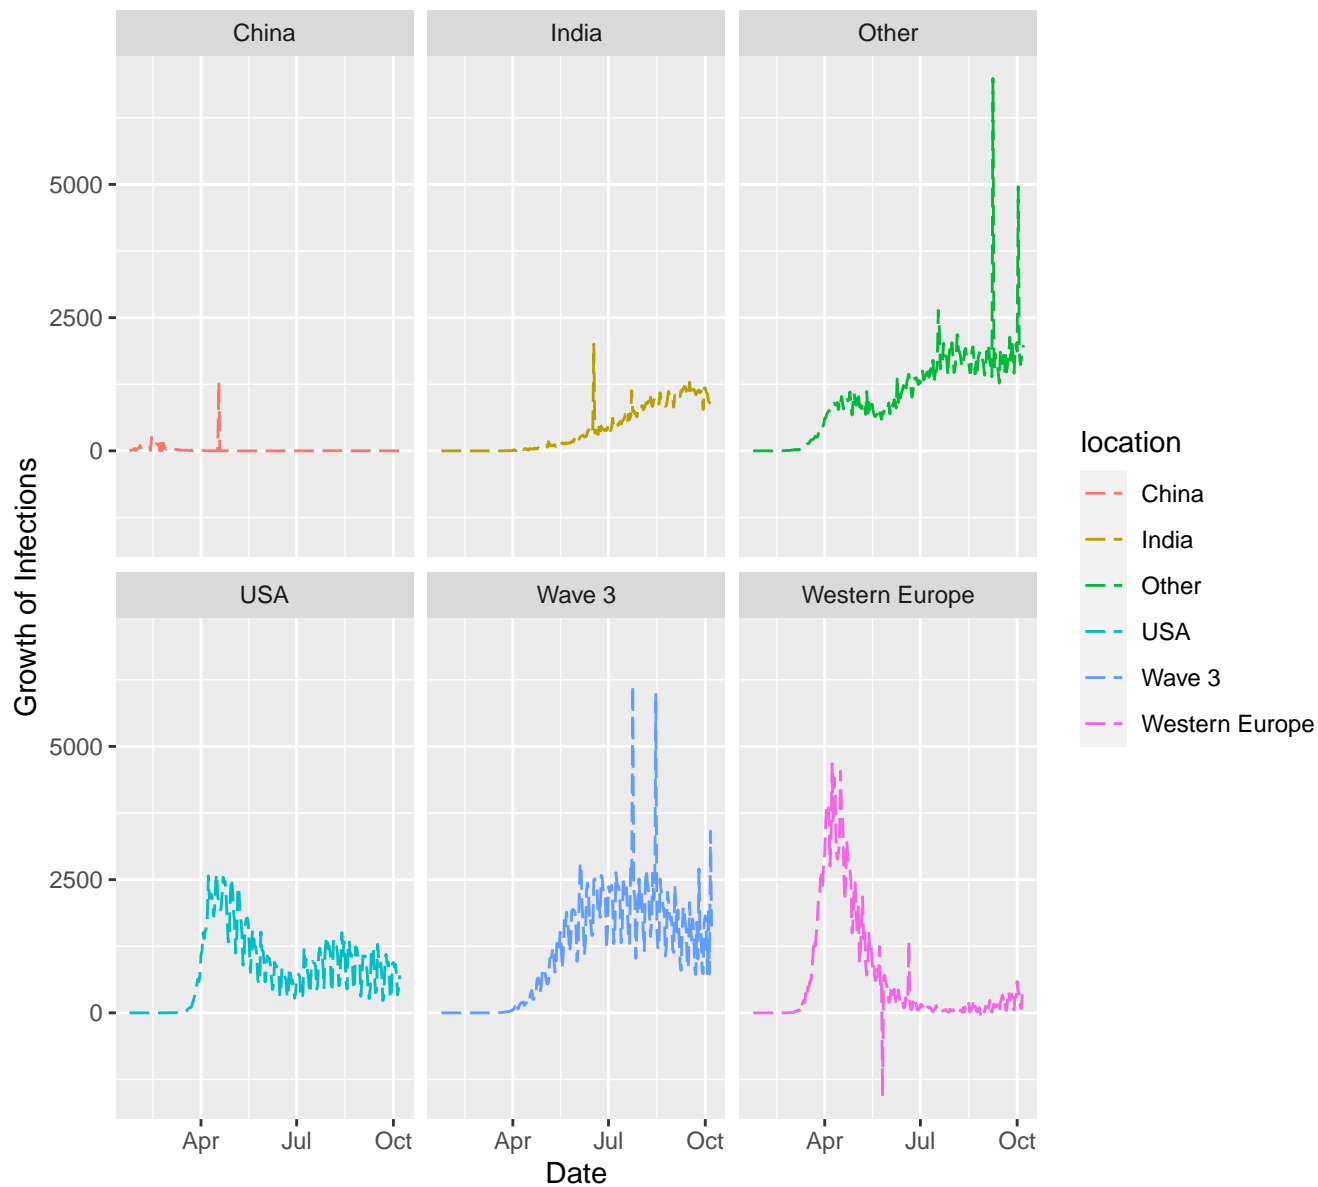 China
India
Other
5000
2500
0
USA
Wave 3
Western Europe
5000
2500
0
Apr Jul Oct
Apr Jul Oct
Apr Jul Oct
Date
Growth of Infections
location
China
India
Other
USA
Wave 3
Western Europe